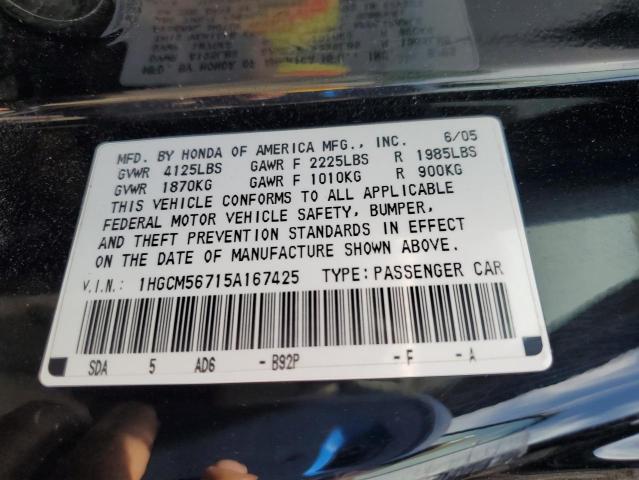 MFD. BY HONDA OF AMERICA MFG., INC. 6/05
GVWR 4125LBS GAWR F 2225LBS R 1985LBS
GVWR 1870KG GAWR F 1010KG R 900KG
THIS VEHICLE CONFORMS TO ALL APPLICABLE
FEDERAL MOTOR VEHICLE SAFETY, BUMPER,
AND THEFT PREVENTION STANDARDS IN EFFECT
ON THE DATE OF MANUFACTURE SHOWN ABOVE.
V.I.N.: 1HGCM56715A167425 TYPE: PASSENGER CAR
SDA 5 AD6 -B92P -F -A